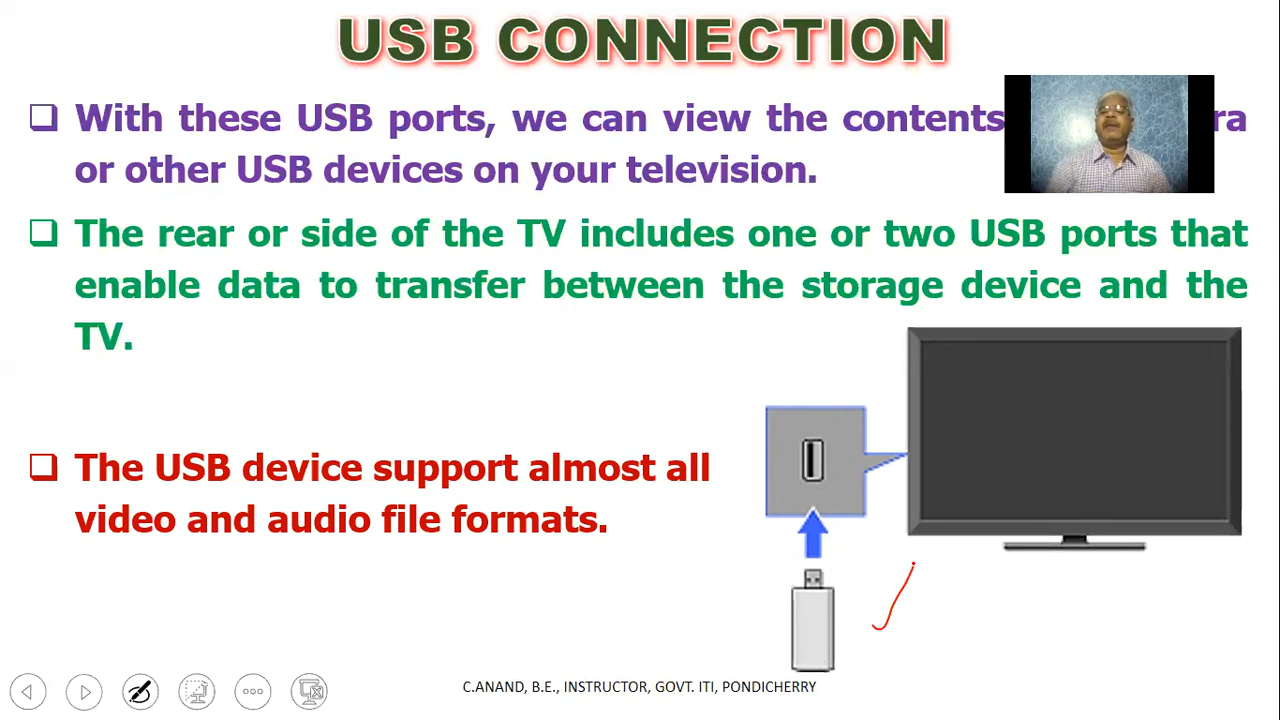 USB CONNECTION
With these USB ports, we can view the contents
or other USB devices on your television.
The rear or side of the TV includes one or two USB ports that
enable data to transfer between the storage device and the
TV.
The USB device support almost all
video and audio file formats.
C.ANAND, B.E., INSTRUCTOR, GOVT. ITI, PONDICHERRY